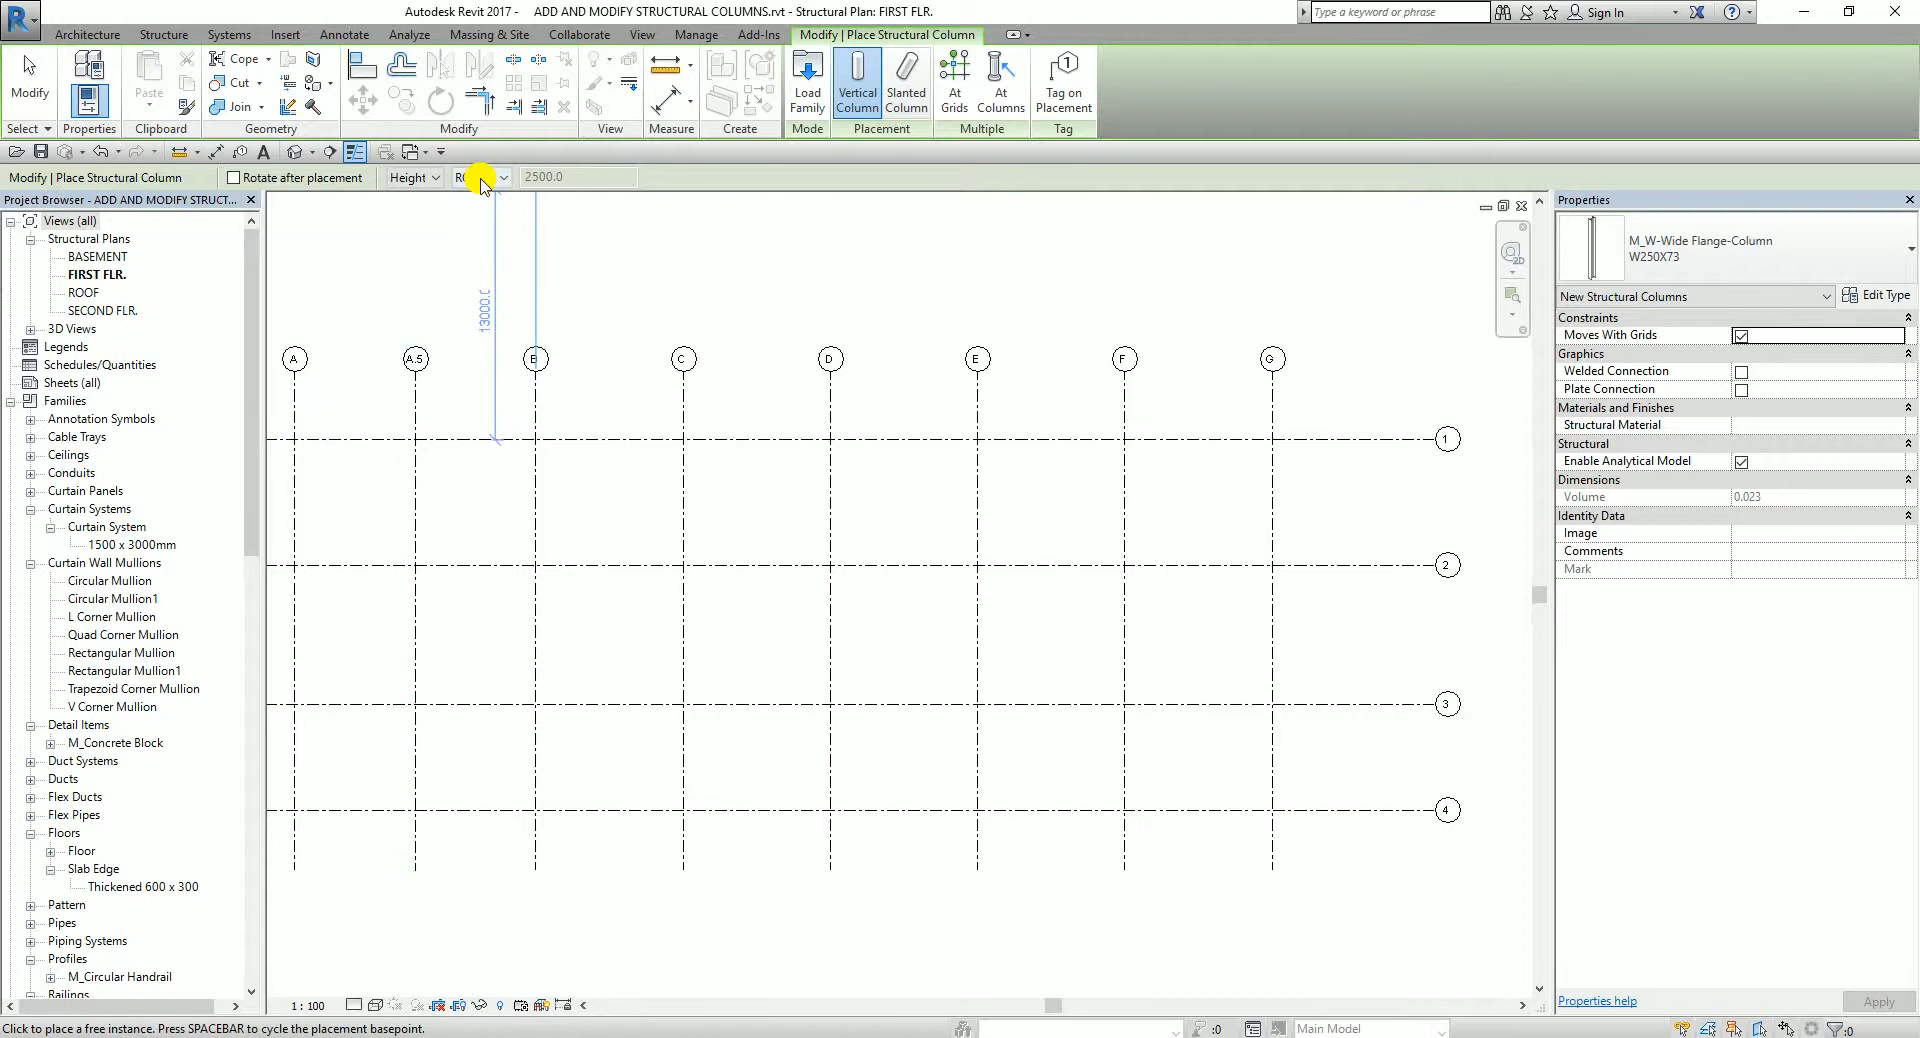 Autodesk Revit 2017 - ADD AND MODIFY STRUCTURAL COLUMNS.rvt - Structural Plan: FIRST FLR.
Type a keyword or phrase
Sign In
Architecture Structure Systems Insert Annotate Analyze Massing & Site Collaborate View Manage Add-Ins Modify | Place Structural Column
Modify
Paste
Cope
Cut
Join
Load Family
Vertical Column
Slanted Column
At Grids
At Columns
Tag on Placement
Select Properties Clipboard Geometry Modify View Measure Create Mode Placement Multiple Tag
Modify | Place Structural Column Rotate after placement Height 2500.0
Project Browser - ADD AND MODIFY STRUCT...
Views (all)
Structural Plans
BASEMENT
FIRST FLR.
ROOF
SECOND FLR.
3D Views
Legends
Schedules/Quantities
Sheets (all)
Families
Annotation Symbols
Cable Trays
Ceilings
Conduits
Curtain Panels
Curtain Systems
Curtain System
1500 x 3000mm
Curtain Wall Mullions
Circular Mullion
Circular Mullion1
L Corner Mullion
Quad Corner Mullion
Rectangular Mullion
Rectangular Mullion1
Trapezoid Corner Mullion
V Corner Mullion
Detail Items
M_Concrete Block
Duct Systems
Ducts
Flex Ducts
Flex Pipes
Floors
Floor
Slab Edge
Thickened 600 x 300
Pattern
Pipes
Piping Systems
Profiles
M_Circular Handrail
Railings
13000.0
A A.5 B C D E F G
1
2
3
4
2D
1 : 100
Properties
M_W-Wide Flange-Column
W250X73
New Structural Columns Edit Type
Constraints
Moves With Grids
Graphics
Welded Connection
Plate Connection
Materials and Finishes
Structural Material
Structural
Enable Analytical Model
Dimensions
Volume 0.023
Identity Data
Image
Comments
Mark
Properties help Apply
Click to place a free instance. Press SPACEBAR to cycle the placement basepoint.
:0 Main Model :0